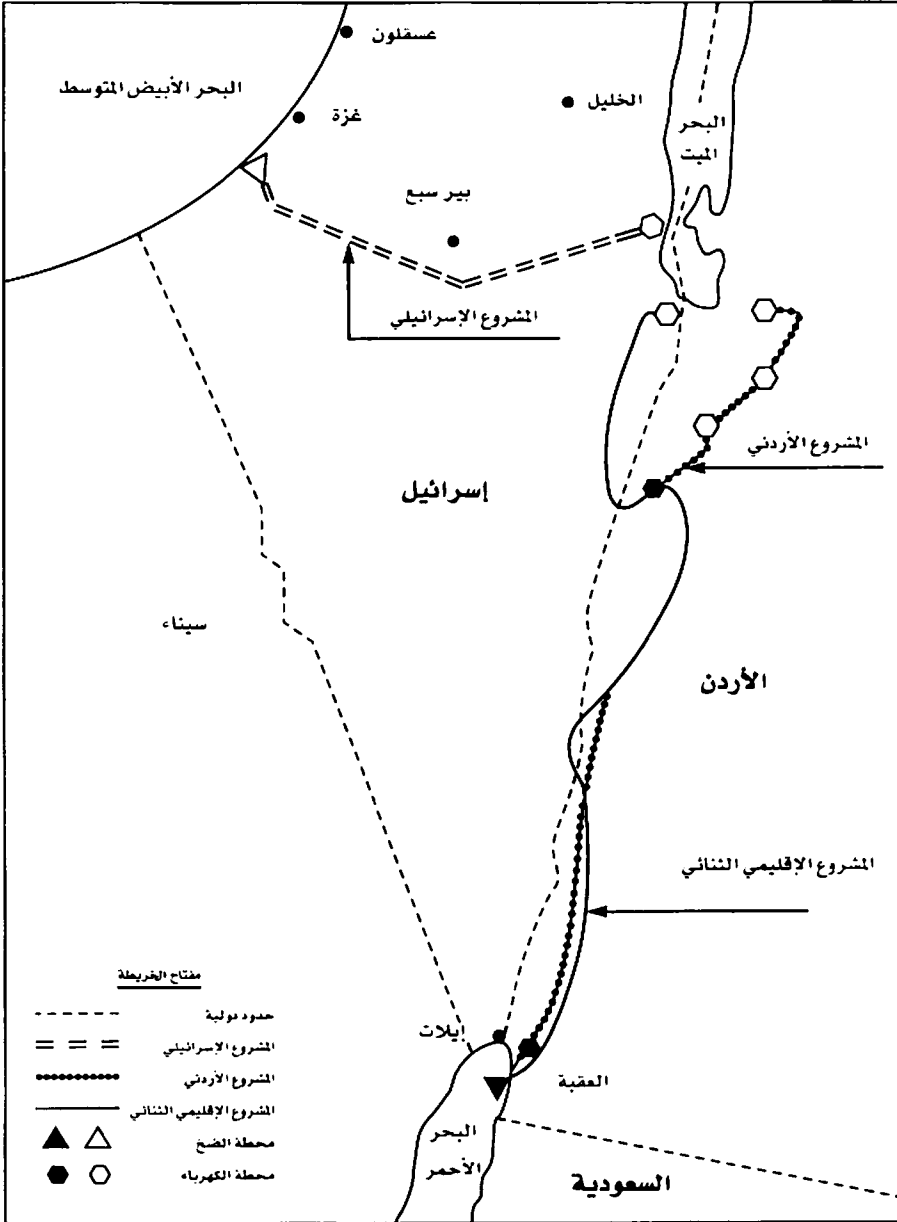 عسقلون
البحر الأبيض المتوسط
غزة
الخليل
البحر
الميت
بير سبع
المشروع الإسرائيلي
المشروع الأردني
إسرائيل
سيناء
الأردن
المشروع الإقليمي الثنائي
مفتاح الخريطة
حدود دولية
المشروع الإسرائيلي
المشروع الأردني
المشروع الإقليمي الثنائي
محطة الضخ
محطة الكهرباء
إيلات
العقبة
البحر
الأحمر
السعودية